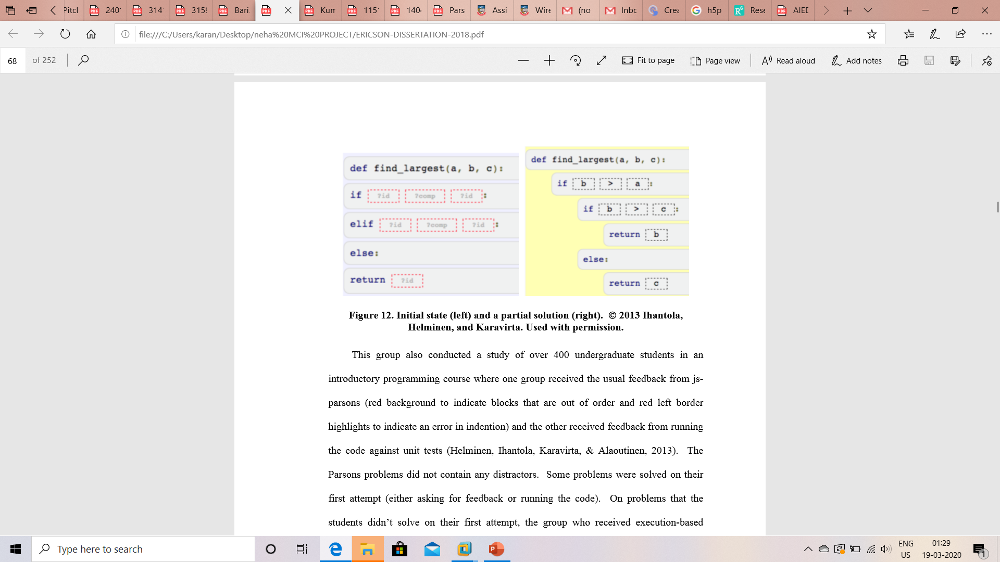 Pitcl
240
314
3159
Bari
Kum
115
140
Pars
Assi
Wire
(no
Inbo
Crea
h5p
Rese
AIED
file:///C:/Users/karan/Desktop/neha%20MCI%20PROJECT/ERICSON-DISSERTATION-2018.pdf
68 of 252
Fit to page
Page view
Read aloud
Add notes
def find_largest(a, b, c):
if ?id ?comp ?id :
elif ?id ?comp ?id :
else:
return ?id
def find_largest(a, b, c):
if b > a :
if b > c :
return b
else:
return c
Figure 12. Initial state (left) and a partial solution (right). © 2013 Ihantola,
Helminen, and Karavirta. Used with permission.
This group also conducted a study of over 400 undergraduate students in an
introductory programming course where one group received the usual feedback from js-
parsons (red background to indicate blocks that are out of order and red left border
highlights to indicate an error in indention) and the other received feedback from running
the code against unit tests (Helminen, Ihantola, Karavirta, & Alaoutinen, 2013). The
Parsons problems did not contain any distractors. Some problems were solved on their
first attempt (either asking for feedback or running the code). On problems that the
students didn’t solve on their first attempt, the group who received execution-based
Type here to search
ENG
US
01:29
19-03-2020
1